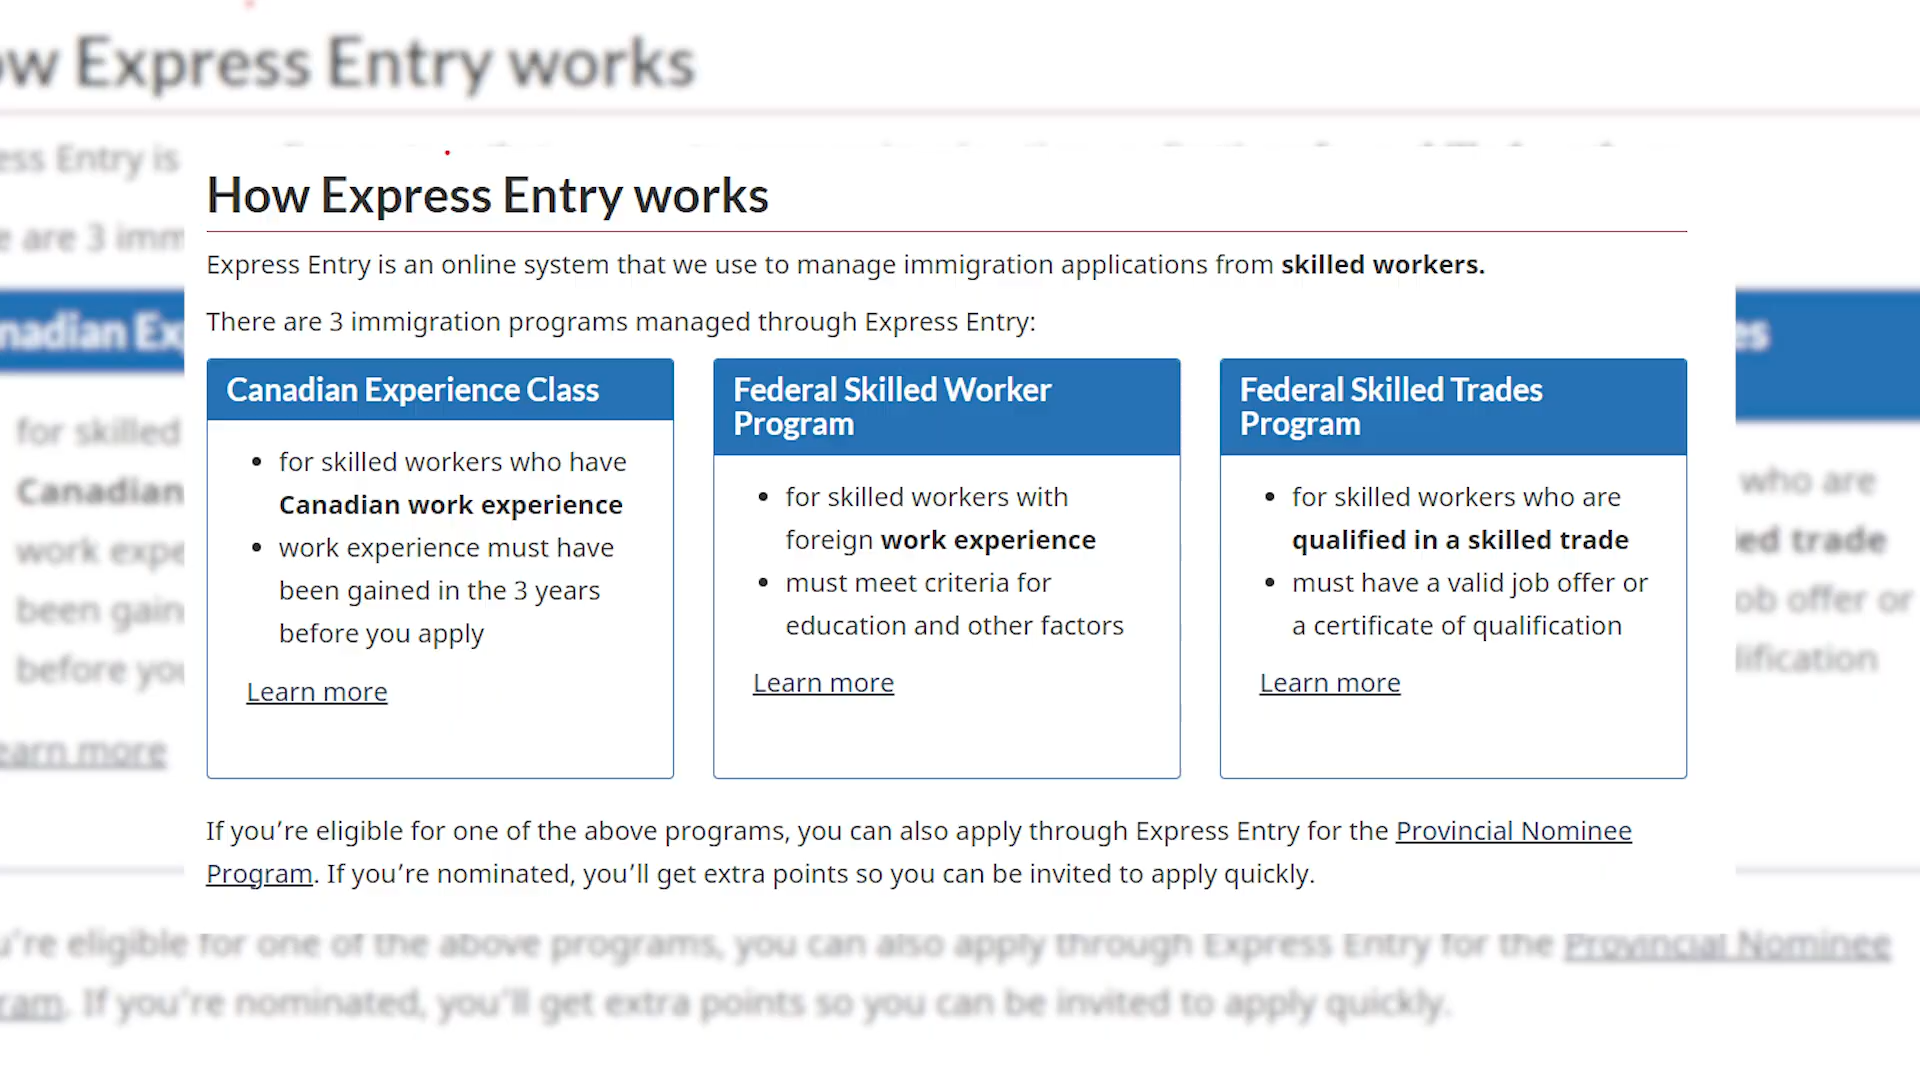 How Express Entry works
Express Entry is an online system that we use to manage immigration applications from skilled workers.
There are 3 immigration programs managed through Express Entry:
Canadian Experience Class
• for skilled workers who have
Canadian work experience
• work experience must have
been gained in the 3 years
before you apply
Learn more
Federal Skilled Worker
Program
• for skilled workers with
foreign work experience
• must meet criteria for
education and other factors
Learn more
Federal Skilled Trades
Program
• for skilled workers who are
qualified in a skilled trade
• must have a valid job offer or
a certificate of qualification
Learn more
If you’re eligible for one of the above programs, you can also apply through Express Entry for the Provincial Nominee
Program. If you’re nominated, you’ll get extra points so you can be invited to apply quickly.